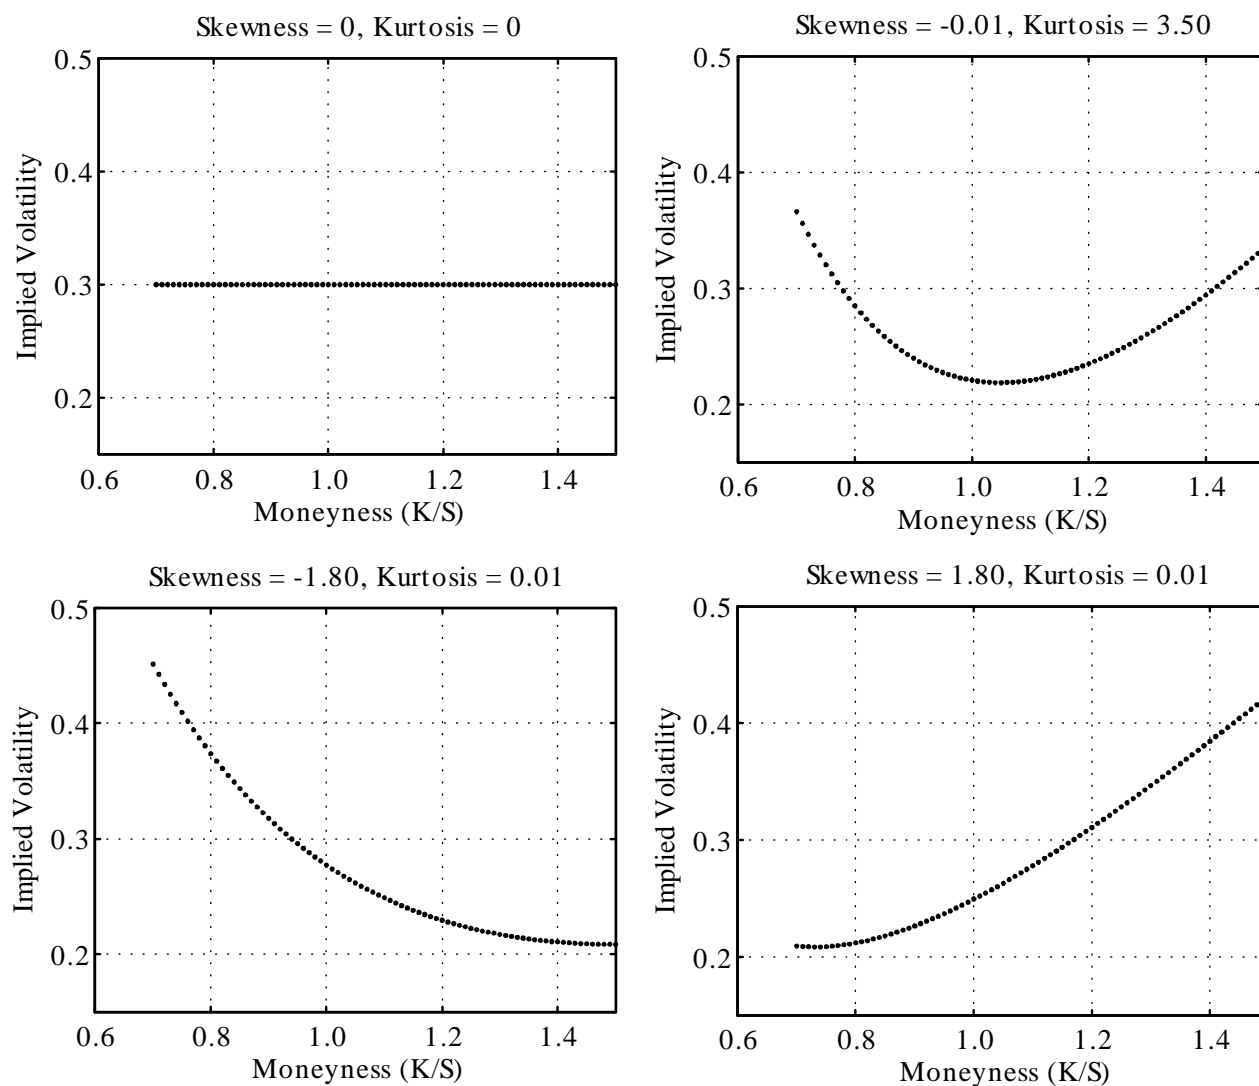 Skewness = 0, Kurtosis = 0
0.5
0.4
0.3
0.2
Implied Volatility
0.6 0.8 1.0 1.2 1.4
Moneyness (K/S)
Skewness = -0.01, Kurtosis = 3.50
0.5
0.4
0.3
0.2
Implied Volatility
0.6 0.8 1.0 1.2 1.4
Moneyness (K/S)
Skewness = -1.80, Kurtosis = 0.01
0.5
0.4
0.3
0.2
Implied Volatility
0.6 0.8 1.0 1.2 1.4
Moneyness (K/S)
Skewness = 1.80, Kurtosis = 0.01
0.5
0.4
0.3
0.2
Implied Volatility
0.6 0.8 1.0 1.2 1.4
Moneyness (K/S)